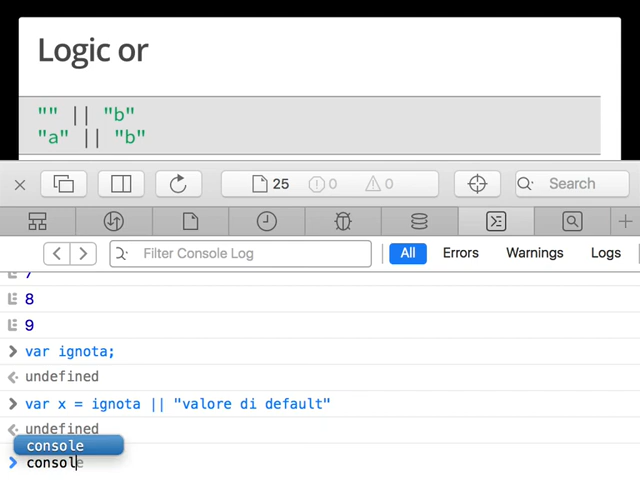 Logic or
"" || "b"
"a" || "b"
25 0 0 Search
Filter Console Log All Errors Warnings Logs
7
8
9
var ignota;
undefined
var x = ignota || "valore di default"
undefined
console
console